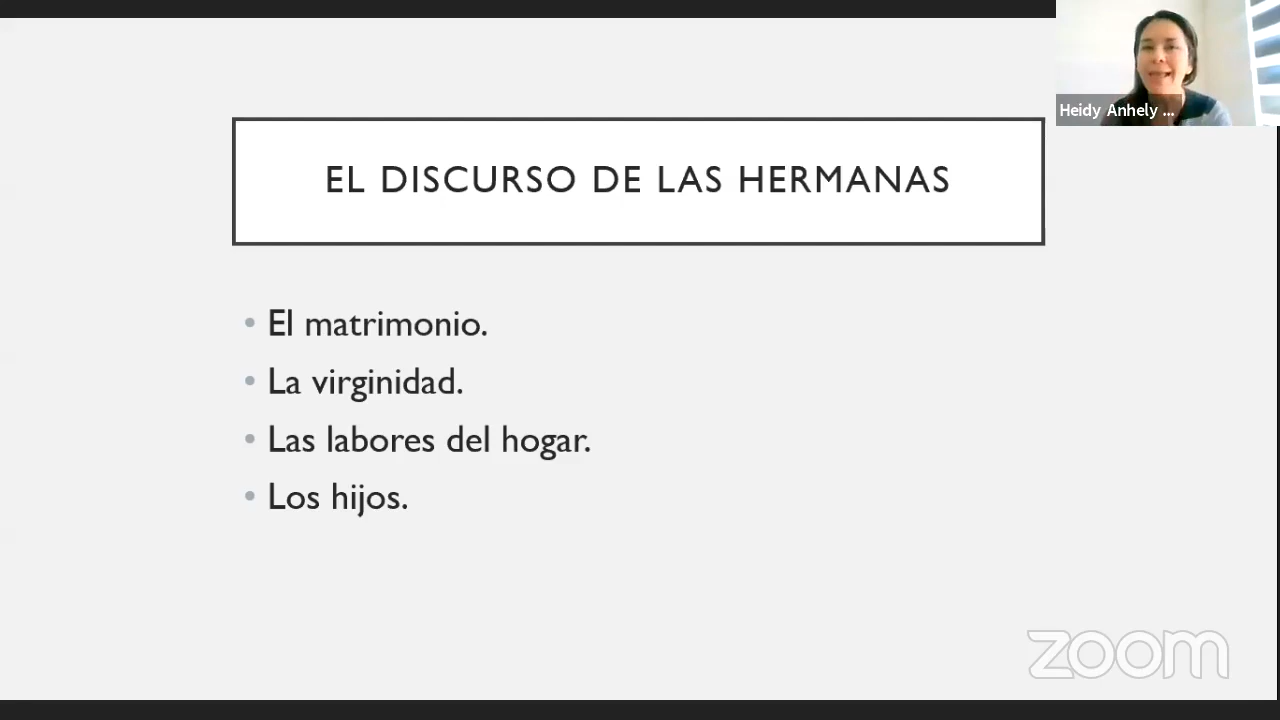 Heidy Anhely ...
EL DISCURSO DE LAS HERMANAS
• El matrimonio.
• La virginidad.
• Las labores del hogar.
• Los hijos.
zoom